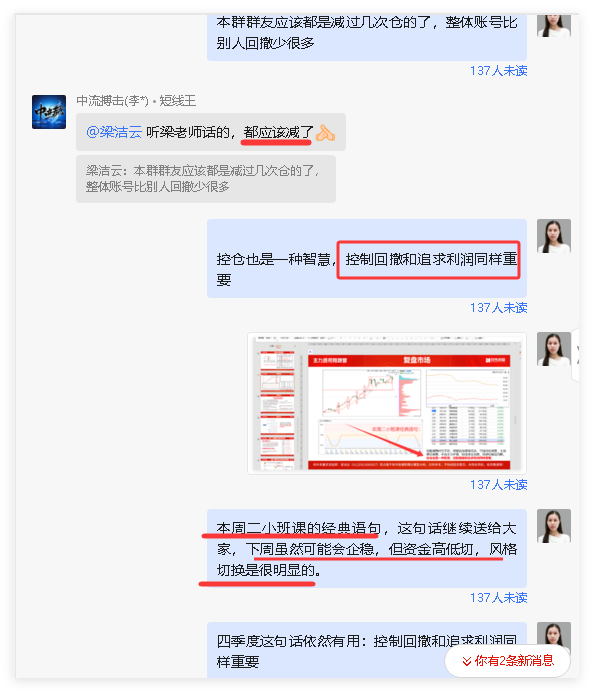 本群群友应该都是减过几次仓的了，整体账号比
别人回撤少很多
137人未读
中流搏击(李*)·短线王
@梁洁云 听梁老师话的，都应该减了
梁洁云：本群群友应该都是减过几次仓的了，
整体账号比别人回撤少很多
控仓也是一种智慧，控制回撤和追求利润同样重
要
137人未读
复盘市场
本周二小班课经典语句
137人未读
本周二小班课的经典语句，这句话继续送给大
家，下周虽然可能会企稳，但资金高低切，风格
切换是很明显的。
137人未读
四季度这句话依然有用：控制回撤和追求利润同
样重要
你有2条新消息